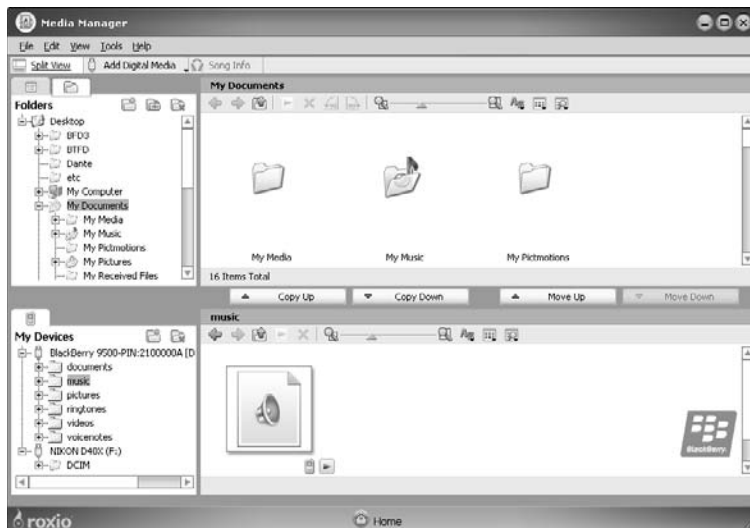 Media Manager
File Edit View Tools Help
Split View Add Digital Media Song Info
My Documents
Folders
Desktop
BFD3
BTFD
Dante
etc
My Computer
My Documents
My Media
My Music
My Pictmotions
My Pictures
My Received Files
My Media My Music My Pictmotions
16 Items Total
Copy Up Copy Down Move Up Move Down
music
My Devices
BlackBerry 9500-PIN:2100000A [D
documents
music
pictures
ringtones
videos
voicenotes
NIKON D40X (F:)
DCIM
BlackBerry
roxio Home